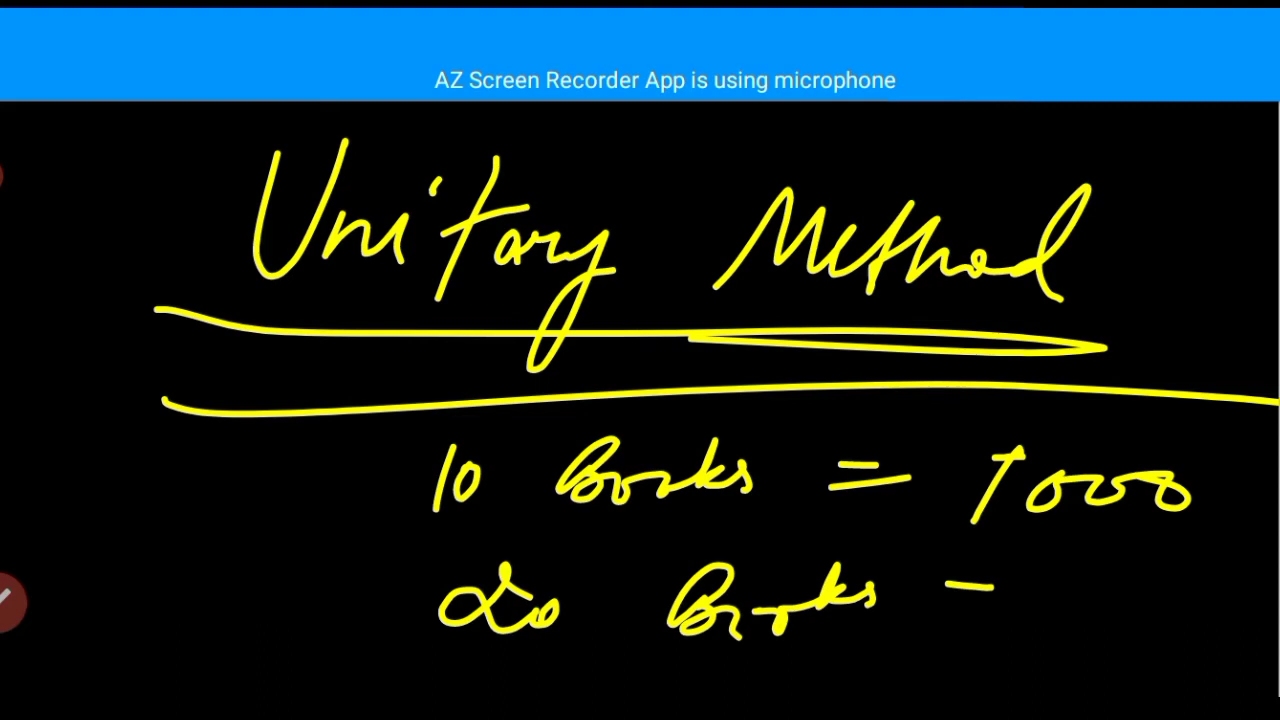 AZ Screen Recorder App is using microphone
Unitary Method
10 Books = 1000
20 Books -